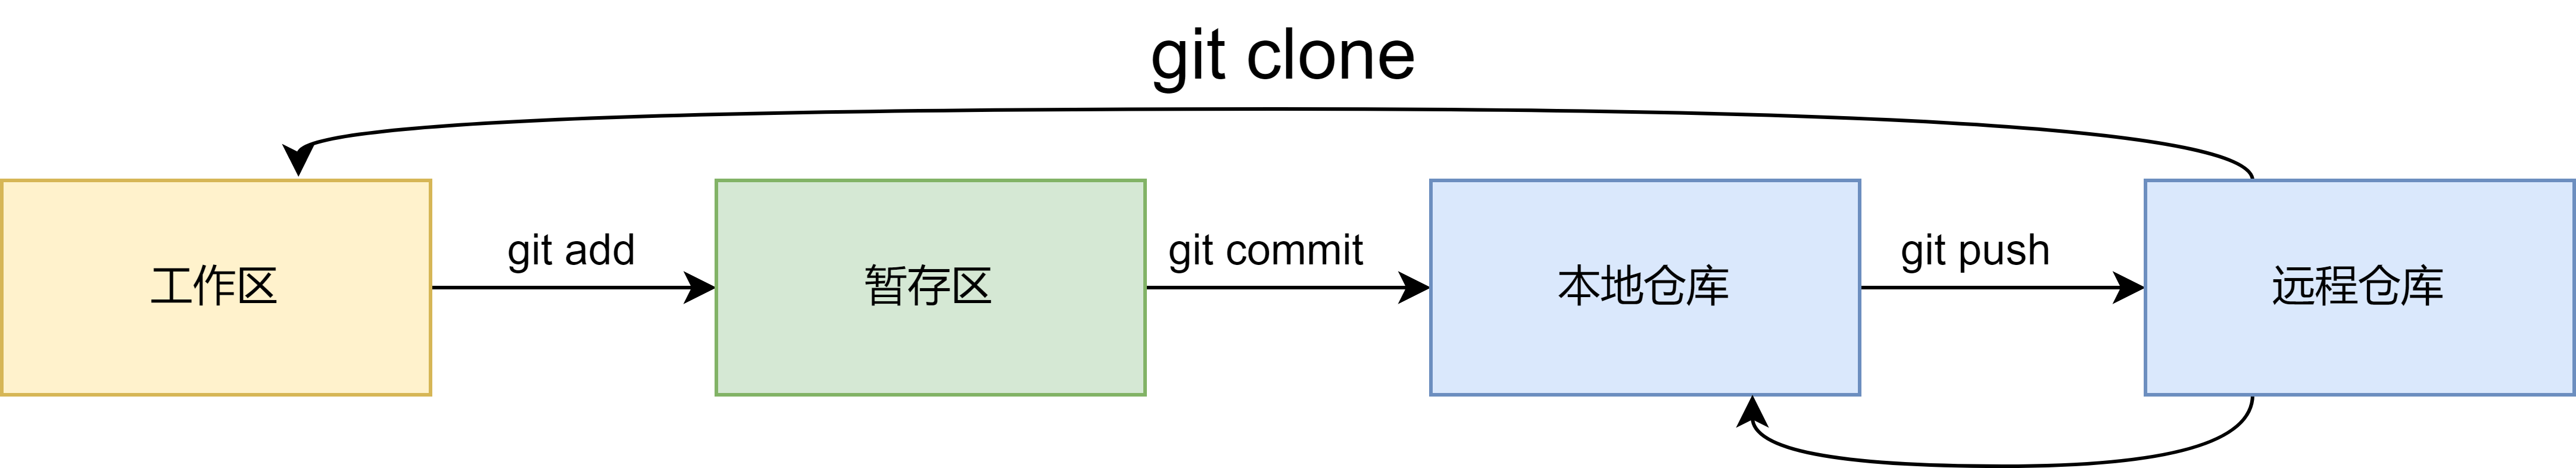 git clone
工作区
git add
暂存区
git commit
本地仓库
git push
远程仓库